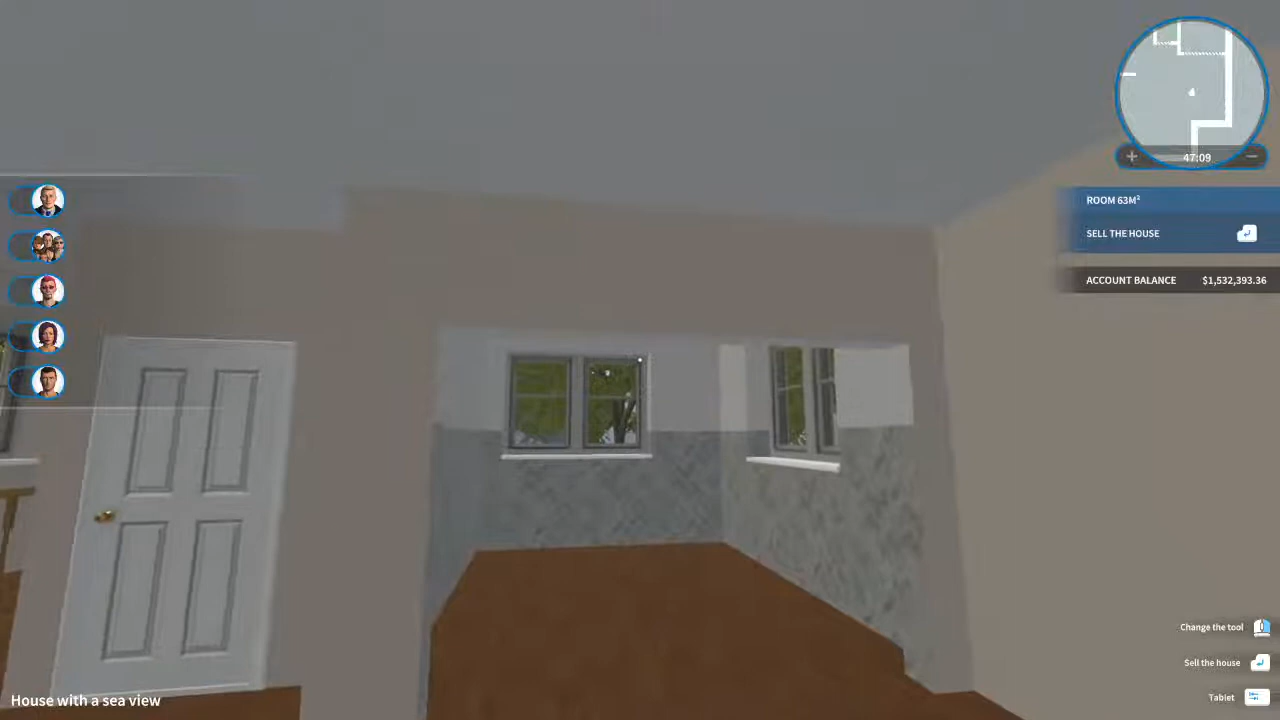 47:09
ROOM 63M²
SELL THE HOUSE
ACCOUNT BALANCE $1,532,393.36
Change the tool
Sell the house
Tablet
House with a sea view